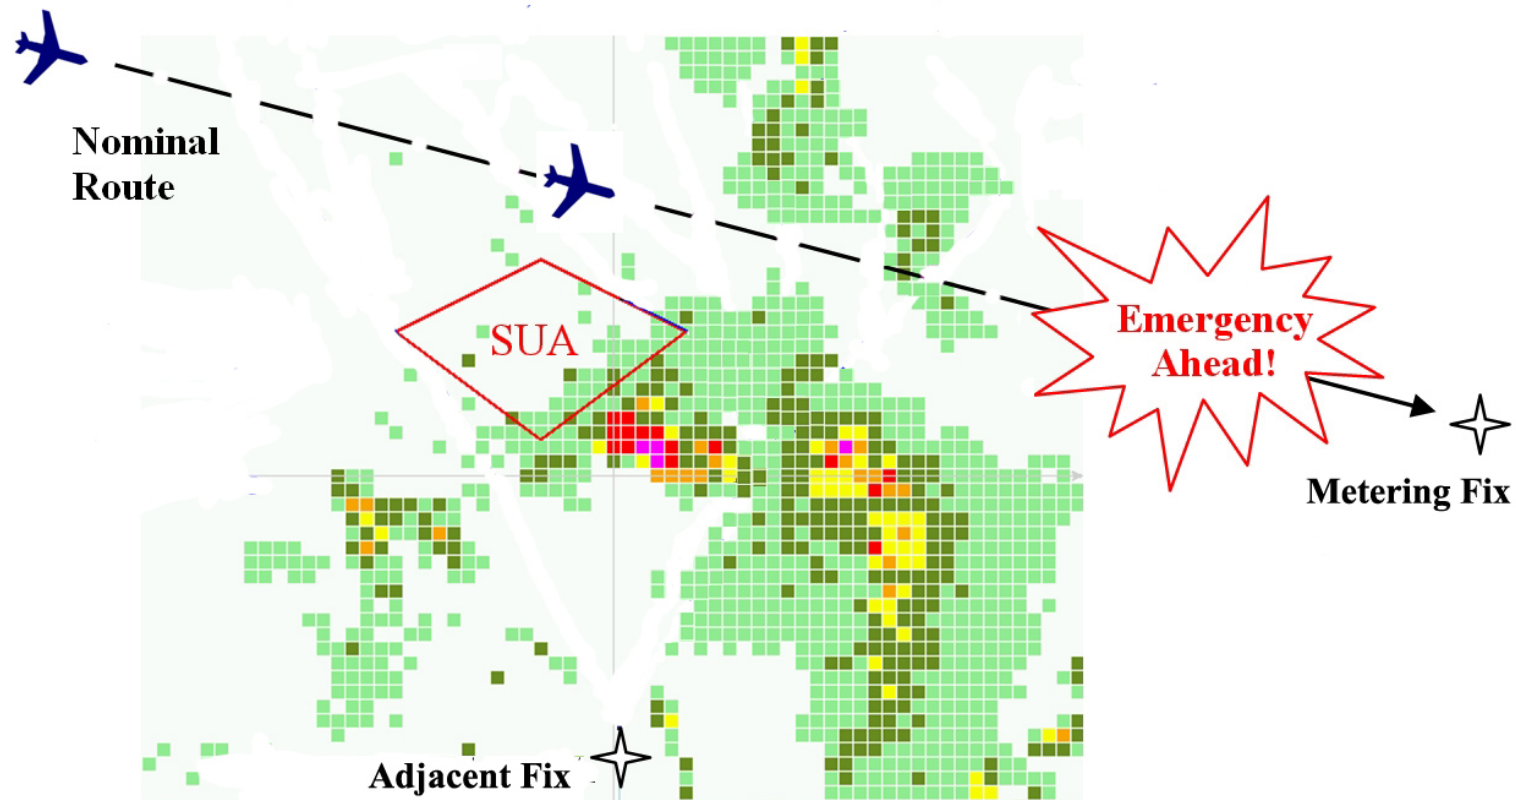 Nominal
Route
SUA
Emergency
Ahead!
Metering Fix
Adjacent Fix